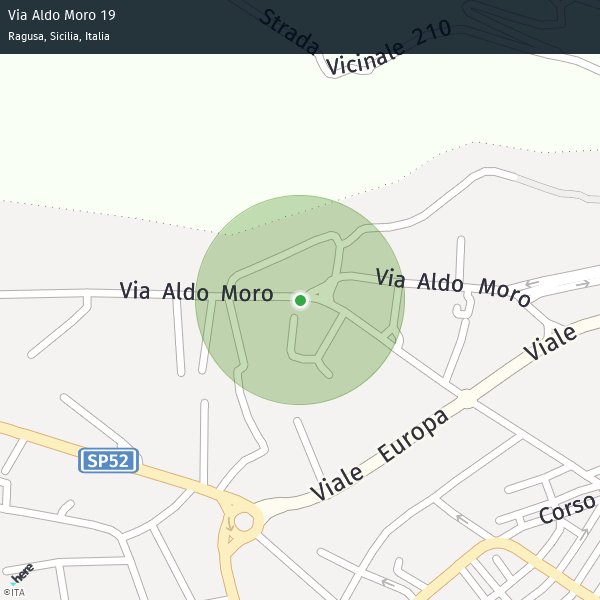 Via Aldo Moro 19
Ragusa, Sicilia, Italia
Strada Vicinale 210
Via Aldo Moro
Via Aldo Moro
Viale
Viale Europa
SP52
Corso
here
©ITA